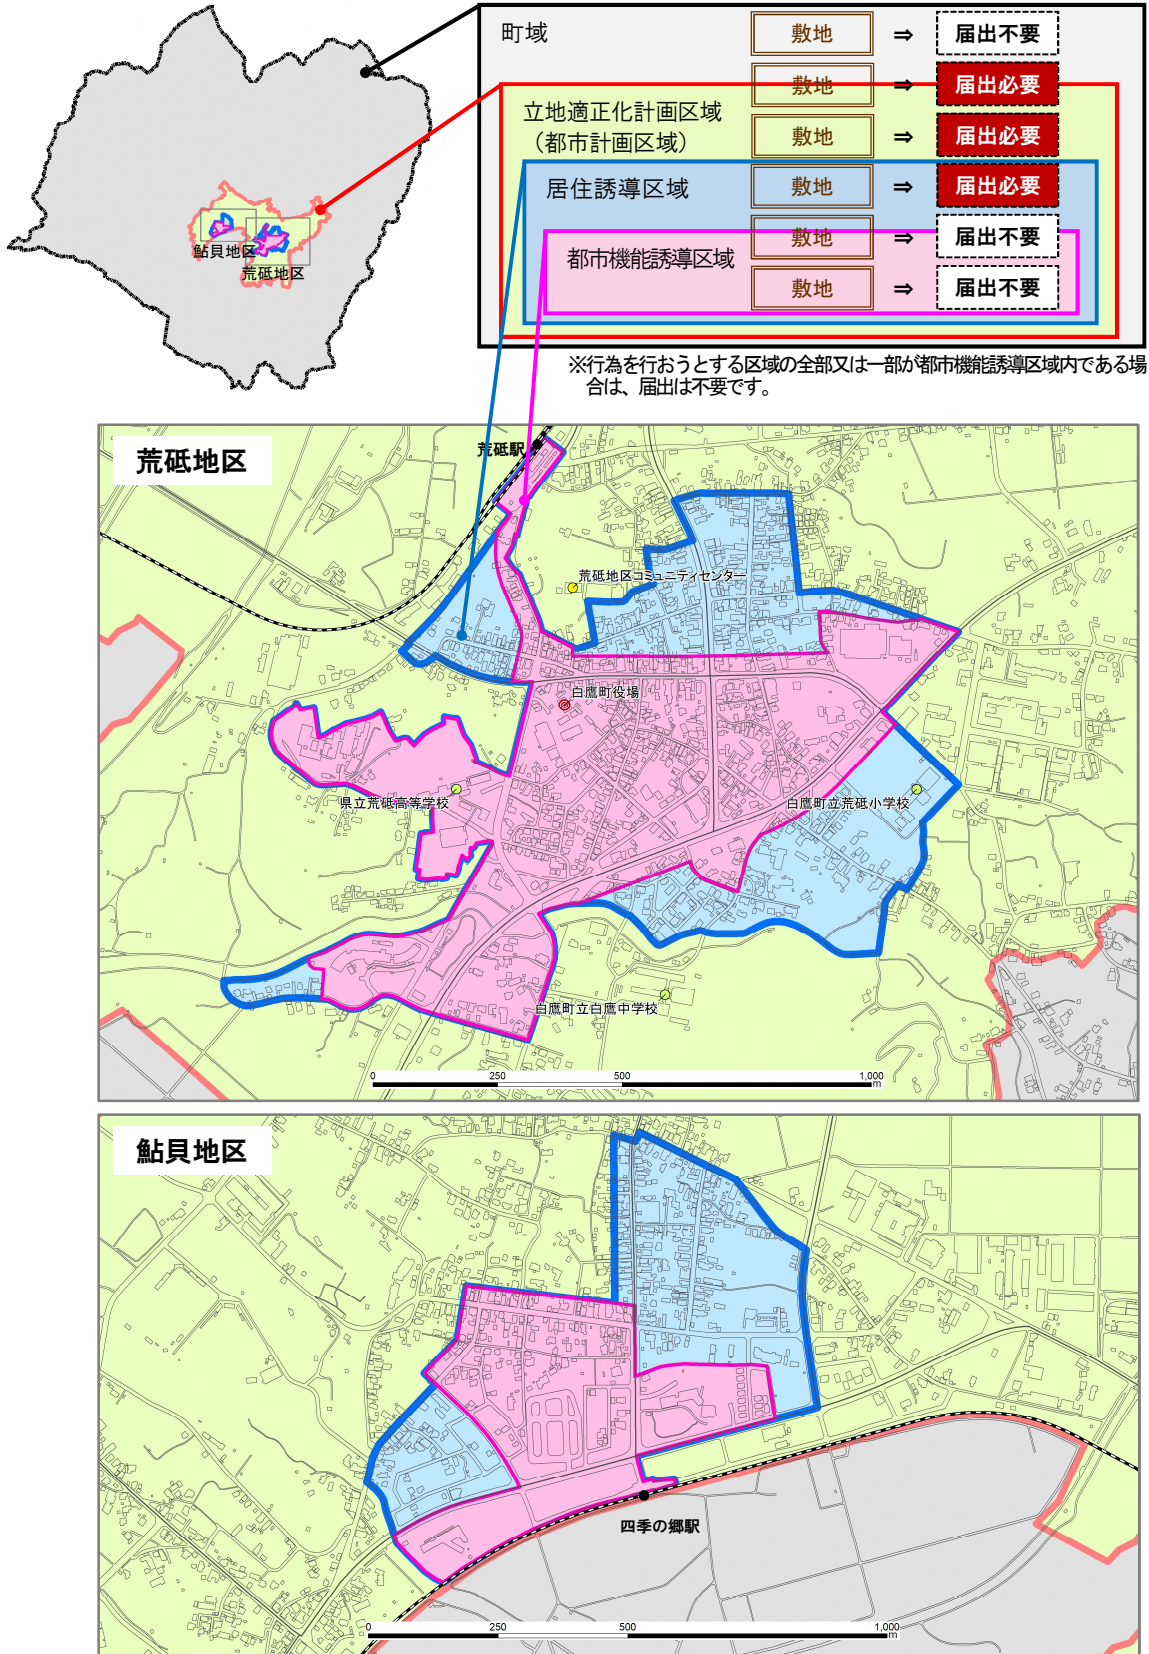 町域
敷地 ⇒ 届出不要
敷地 ⇒ 届出必要
立地適正化計画区域
（都市計画区域）
敷地 ⇒ 届出必要
居住誘導区域
敷地 ⇒ 届出必要
敷地 ⇒ 届出不要
都市機能誘導区域
敷地 ⇒ 届出不要
鮎貝地区
荒砥地区
※行為を行おうとする区域の全部又は一部が都市機能誘導区域内である場
合は、届出は不要です。
荒砥地区
荒砥駅
荒砥地区コミュニティセンター
白鷹町役場
県立荒砥高等学校
白鷹町立荒砥小学校
白鷹町立白鷹中学校
0 250 500 1,000
m
鮎貝地区
四季の郷駅
0 250 500 1,000
m